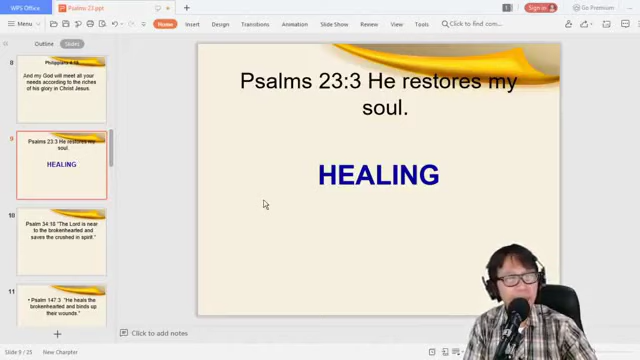 WPS Office
Psalms 23.ppt
Sign in
Go Premium
Menu
Home
Insert
Design
Transitions
Animation
Slide Show
Review
View
Tools
Click to find com...
Outline
Slides
8
Philippians 4:19
And my God will meet all your
needs according to the riches
of his glory in Christ Jesus.
9
Psalms 23:3 He restores my
soul.
HEALING
10
Psalm 34:18 "The Lord is near
to the brokenhearted and
saves the crushed in spirit."
11
• Psalm 147:3 "He heals the
brokenhearted and binds up
their wounds."
Psalms 23:3 He restores my
soul.
HEALING
Click to add notes
Slide 9 / 25
New Charpter